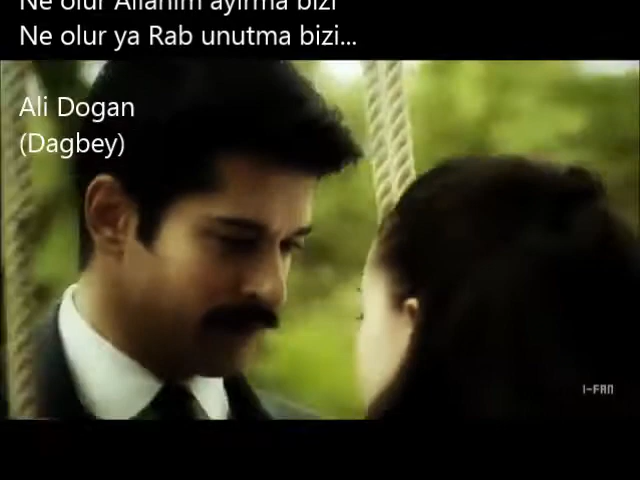 Ne olur Allahım ayırma bizi
Ne olur ya Rab unutma bizi...
Ali Dogan
(Dagbey)
I-FAN